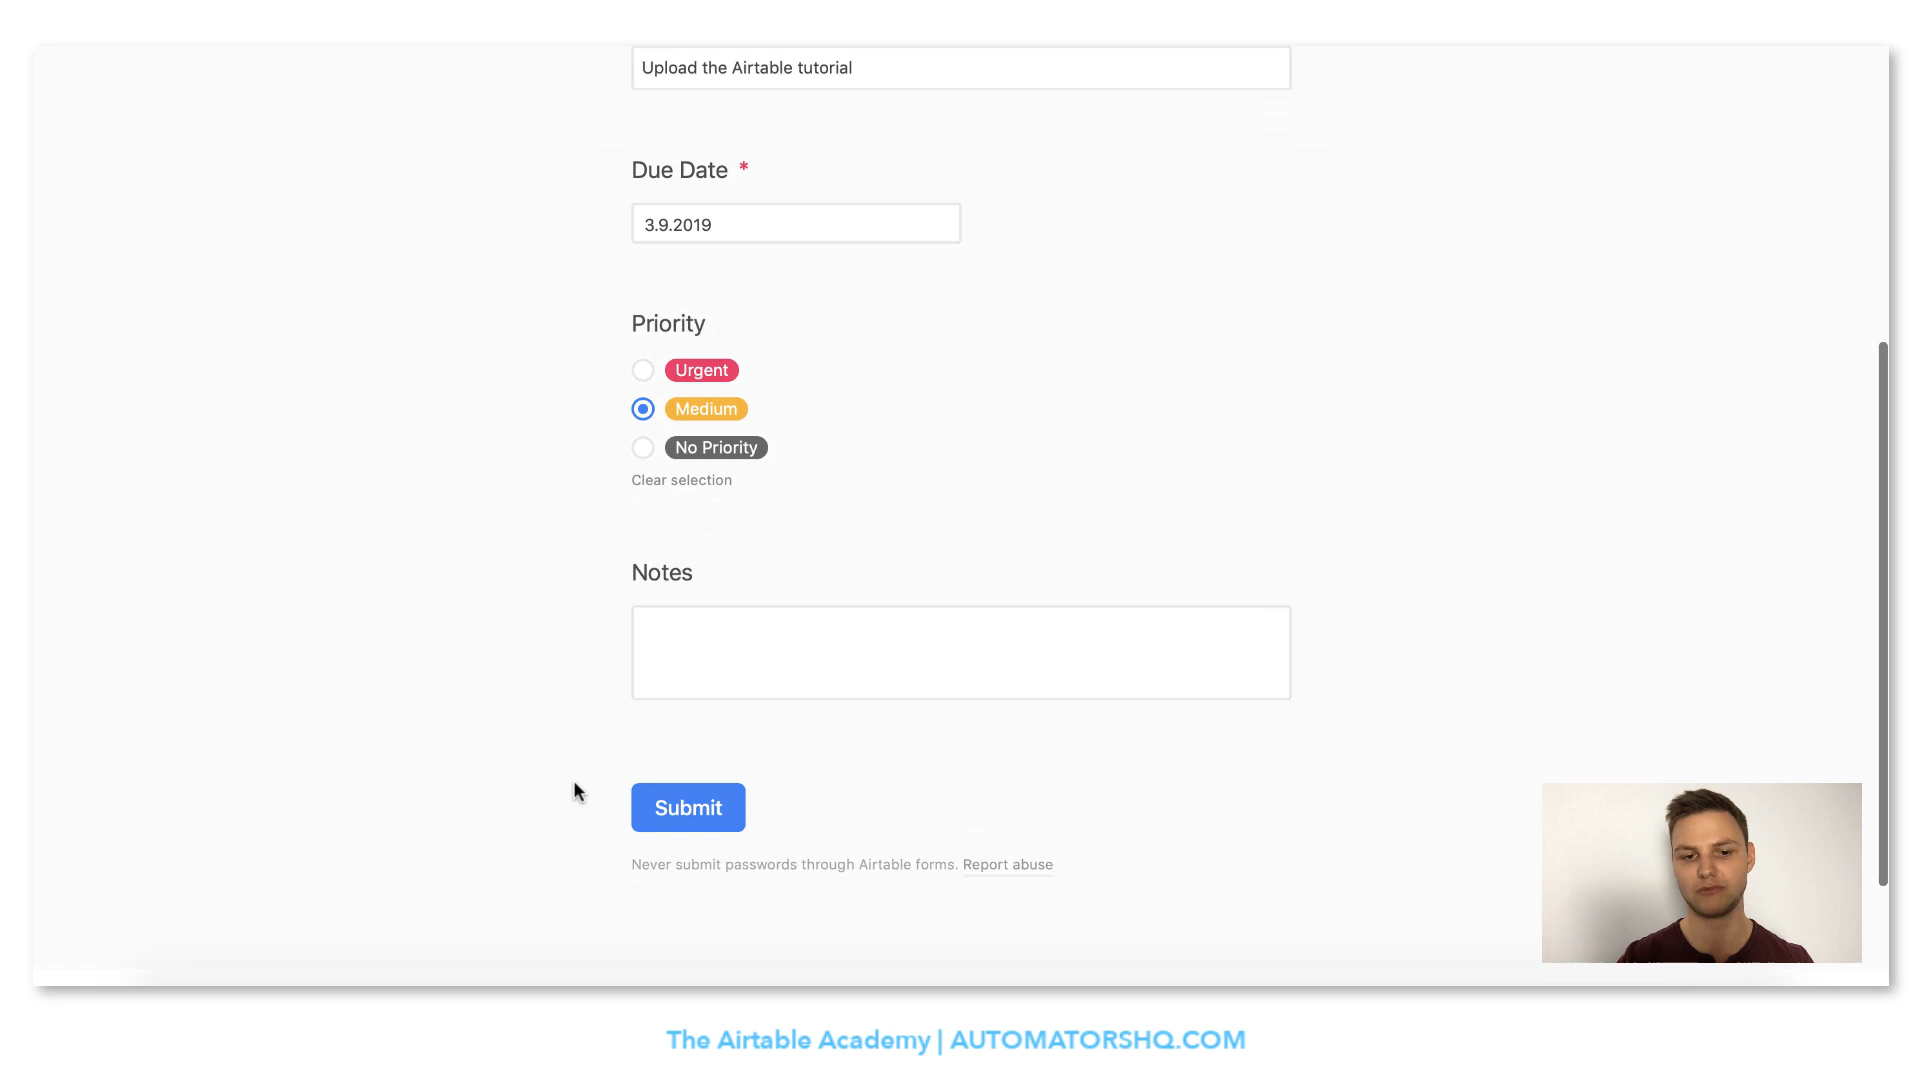 Upload the Airtable tutorial
Due Date *
3.9.2019
Priority
Urgent
Medium
No Priority
Clear selection
Notes
Submit
Never submit passwords through Airtable forms. Report abuse
The Airtable Academy | AUTOMATORSHQ.COM